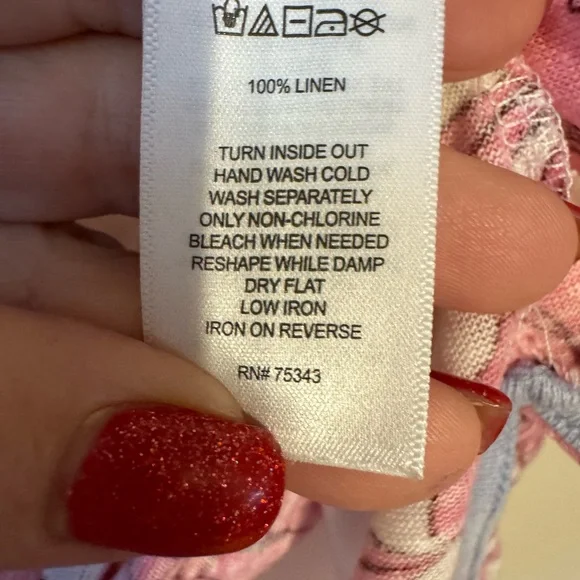 100% LINEN
TURN INSIDE OUT
HAND WASH COLD
WASH SEPARATELY
ONLY NON-CHLORINE
BLEACH WHEN NEEDED
RESHAPE WHILE DAMP
DRY FLAT
LOW IRON
IRON ON REVERSE
RN# 75343